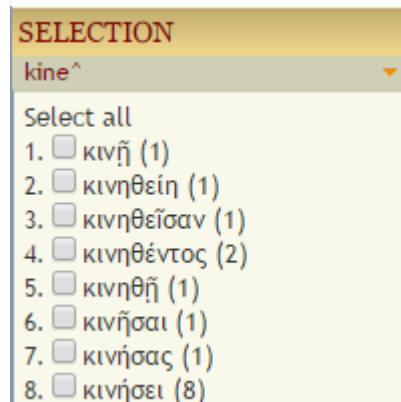 SELECTION
kine^
Select all
1. κινῇ (1)
2. κινηθείη (1)
3. κινηθεῖσαν (1)
4. κινηθέντος (2)
5. κινηθῇ (1)
6. κινῆσαι (1)
7. κινήσας (1)
8. κινήσει (8)